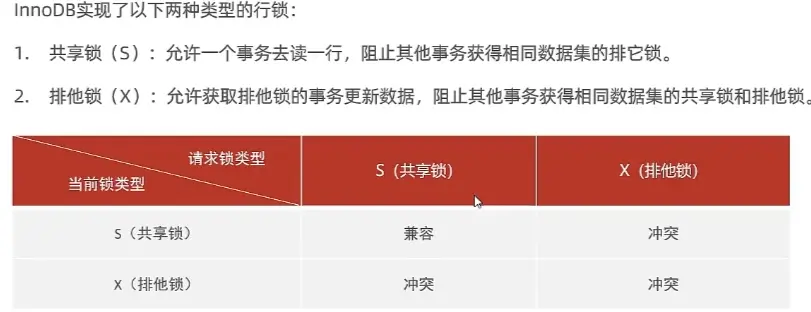 InnoDB实现了以下两种类型的行锁：
1. 共享锁（S）：允许一个事务去读一行，阻止其他事务获得相同数据集的排它锁。
2. 排他锁（X）：允许获取排他锁的事务更新数据，阻止其他事务获得相同数据集的共享锁和排他锁。
请求锁类型
当前锁类型
S（共享锁）
X（排他锁）
S（共享锁） 兼容 冲突
X（排他锁） 冲突 冲突